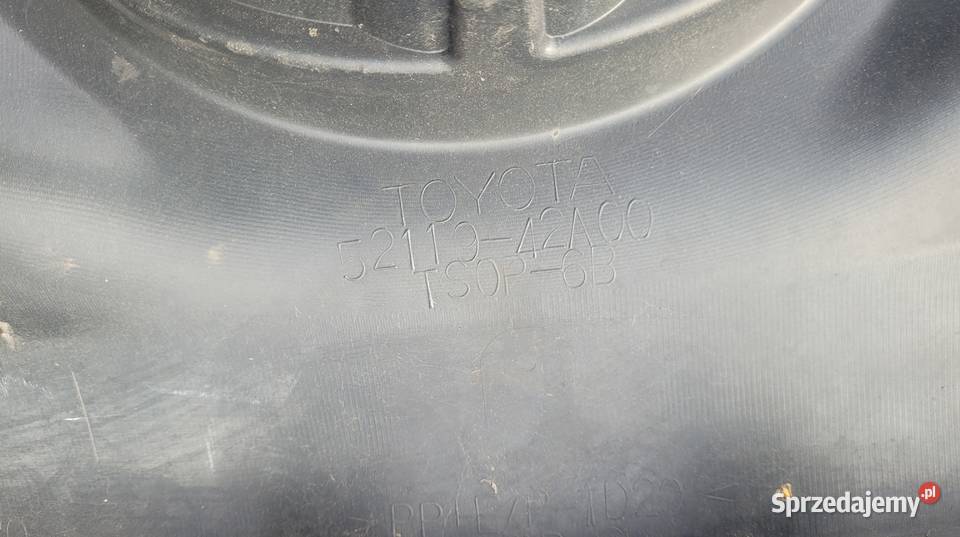 TOYOTA
52119-42A00
TSOP-6B
Sprzedajemy.pl